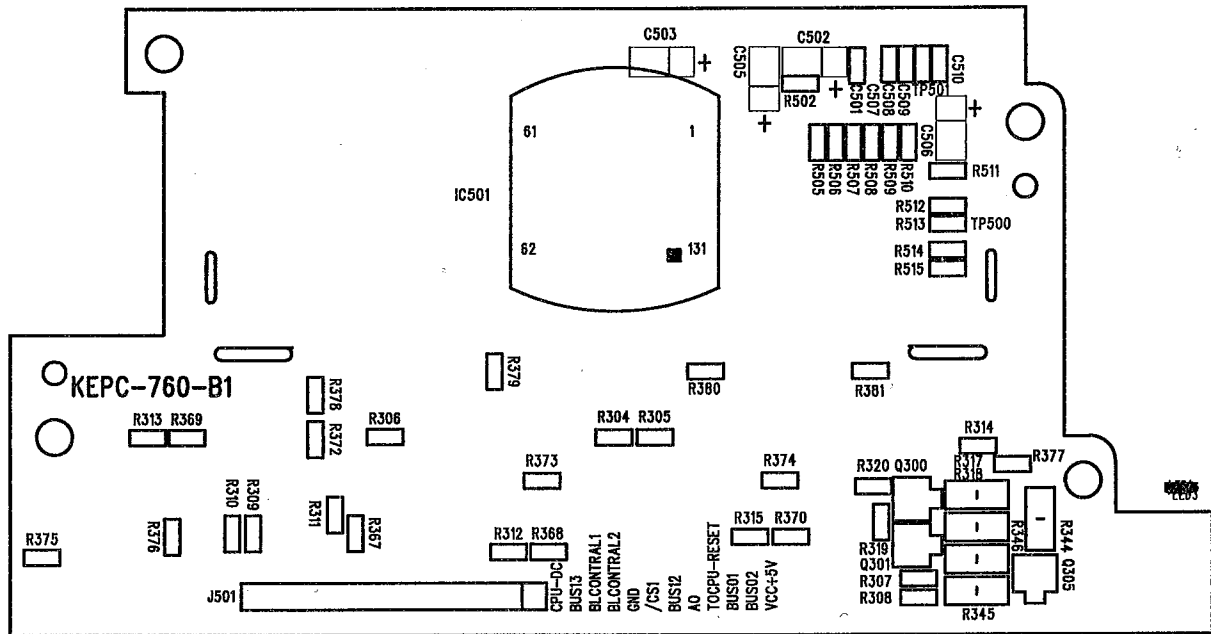 C503
C502
C505
R502
C501
C507
C508
C509
TP501
C510
C506
61
1
IC501
62
131
R505
R506
R507
R508
R509
R510
R511
R512
R513
TP500
R514
R515
KEPC-760-B1
R379
R380
R381
R378
R313
R369
R372
R306
R304
R305
R314
R377
R317
R318
R373
R374
R320
Q300
R310
R309
R311
R367
R376
R375
R312
R368
R315
R370
R319
Q301
R346
R344
Q305
R307
R308
R345
J501
CPU-DC
BUS13
BLCONTRAL1
BLCONTRAL2
GND
/CS1
BUS12
AO
TOCPU-RESET
BUS01
BUS02
VCC+5V
LED3